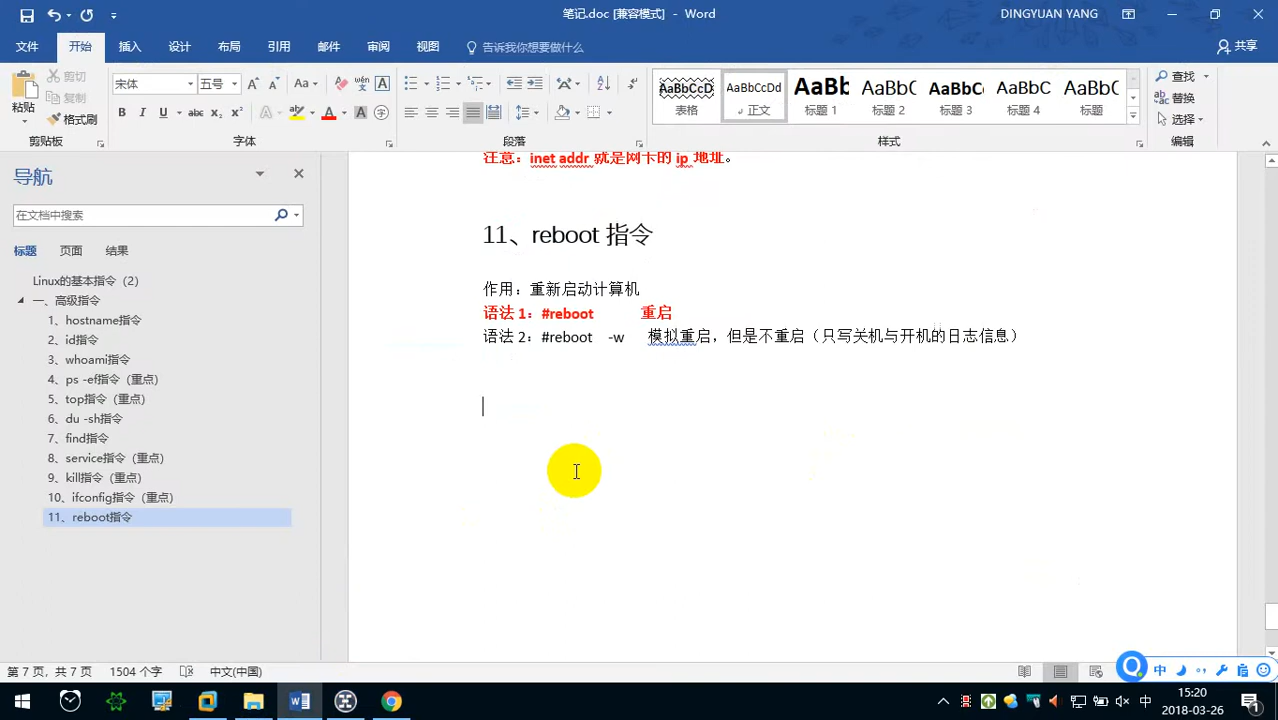 笔记.doc [兼容模式] - Word
DINGYUAN YANG
文件 开始 插入 设计 布局 引用 邮件 审阅 视图 告诉我你想要做什么 共享
粘贴
剪切
复制
格式刷
宋体 五号
Aa
wén 文 A
B I U abc X₂ X² A A A 字
AaBbCcD 表格
AaBbCcDd 正文
AaBb 标题 1
AaBb( 标题 2
AaBbC 标题 3
AaBbC 标题 4
AaBb( 标题
查找
替换
选择
剪贴板 字体 段落 样式 编辑
导航
在文档中搜索
标题 页面 结果
Linux的基本指令（2）
一、高级指令
1、hostname指令
2、id指令
3、whoami指令
4、ps -ef指令（重点）
5、top指令（重点）
6、du -sh指令
7、find指令
8、service指令（重点）
9、kill指令（重点）
10、ifconfig指令（重点）
11、reboot指令
注意：inet addr 就是网卡的 ip 地址。
11、reboot 指令
作用：重新启动计算机
语法 1：#reboot 重启
语法 2：#reboot -w 模拟重启，但是不重启（只写关机与开机的日志信息）
第 7 页，共 7 页 1504 个字 中文(中国)
中
中 15:20
2018-03-26
1